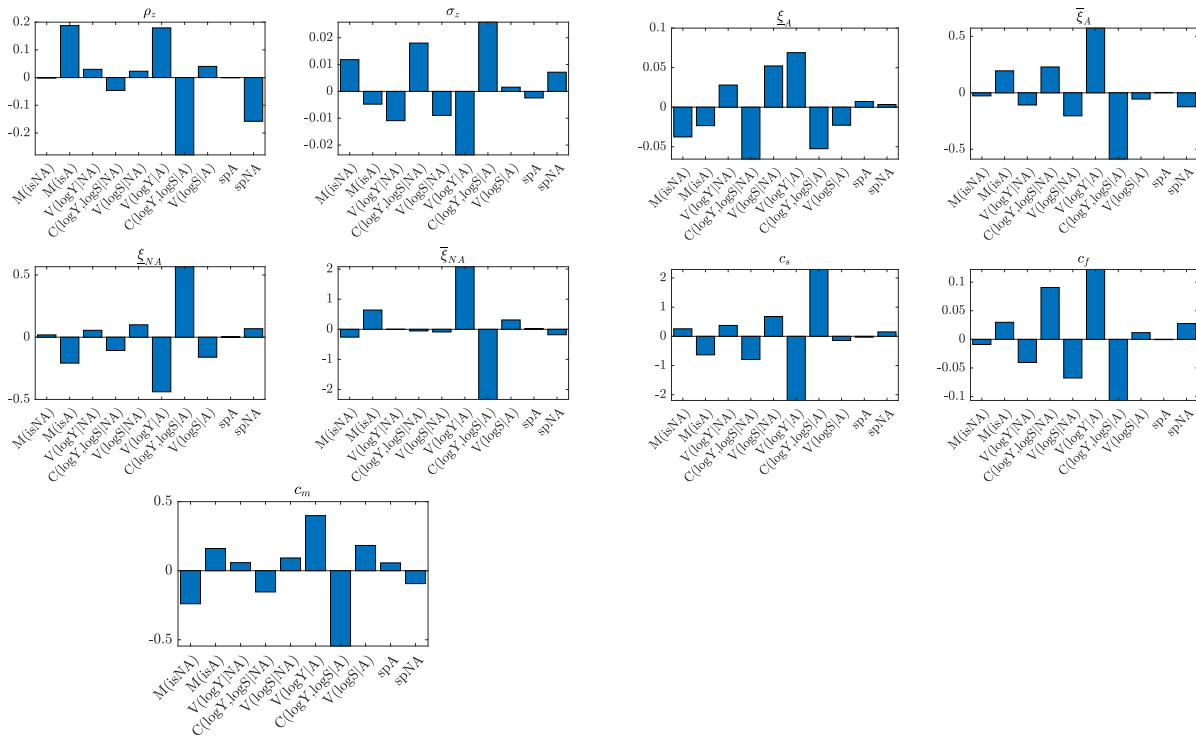 ρ_z
0.2
0.1
0
-0.1
-0.2
M(isNA)
M(isA)
V(logY|NA)
C(logY,logS|NA)
V(logS|NA)
V(logY|A)
C(logY,logS|A)
V(logS|A)
spA
spNA
σ_z
0.02
0.01
0
-0.01
-0.02
M(isNA)
M(isA)
V(logY|NA)
C(logY,logS|NA)
V(logS|NA)
V(logY|A)
C(logY,logS|A)
V(logS|A)
spA
spNA
ξ̲_A
0.1
0.05
0
-0.05
M(isNA)
M(isA)
V(logY|NA)
C(logY,logS|NA)
V(logS|NA)
V(logY|A)
C(logY,logS|A)
V(logS|A)
spA
spNA
ξ̅_A
0.5
0
-0.5
M(isNA)
M(isA)
V(logY|NA)
C(logY,logS|NA)
V(logS|NA)
V(logY|A)
C(logY,logS|A)
V(logS|A)
spA
spNA
ξ̲_NA
0.5
0
-0.5
M(isNA)
M(isA)
V(logY|NA)
C(logY,logS|NA)
V(logS|NA)
V(logY|A)
C(logY,logS|A)
V(logS|A)
spA
spNA
ξ̅_NA
2
1
0
-1
-2
M(isNA)
M(isA)
V(logY|NA)
C(logY,logS|NA)
V(logS|NA)
V(logY|A)
C(logY,logS|A)
V(logS|A)
spA
spNA
c_s
2
1
0
-1
-2
M(isNA)
M(isA)
V(logY|NA)
C(logY,logS|NA)
V(logS|NA)
V(logY|A)
C(logY,logS|A)
V(logS|A)
spA
spNA
c_f
0.1
0.05
0
-0.05
-0.1
M(isNA)
M(isA)
V(logY|NA)
C(logY,logS|NA)
V(logS|NA)
V(logY|A)
C(logY,logS|A)
V(logS|A)
spA
spNA
c_m
0.5
0
-0.5
M(isNA)
M(isA)
V(logY|NA)
C(logY,logS|NA)
V(logS|NA)
V(logY|A)
C(logY,logS|A)
V(logS|A)
spA
spNA